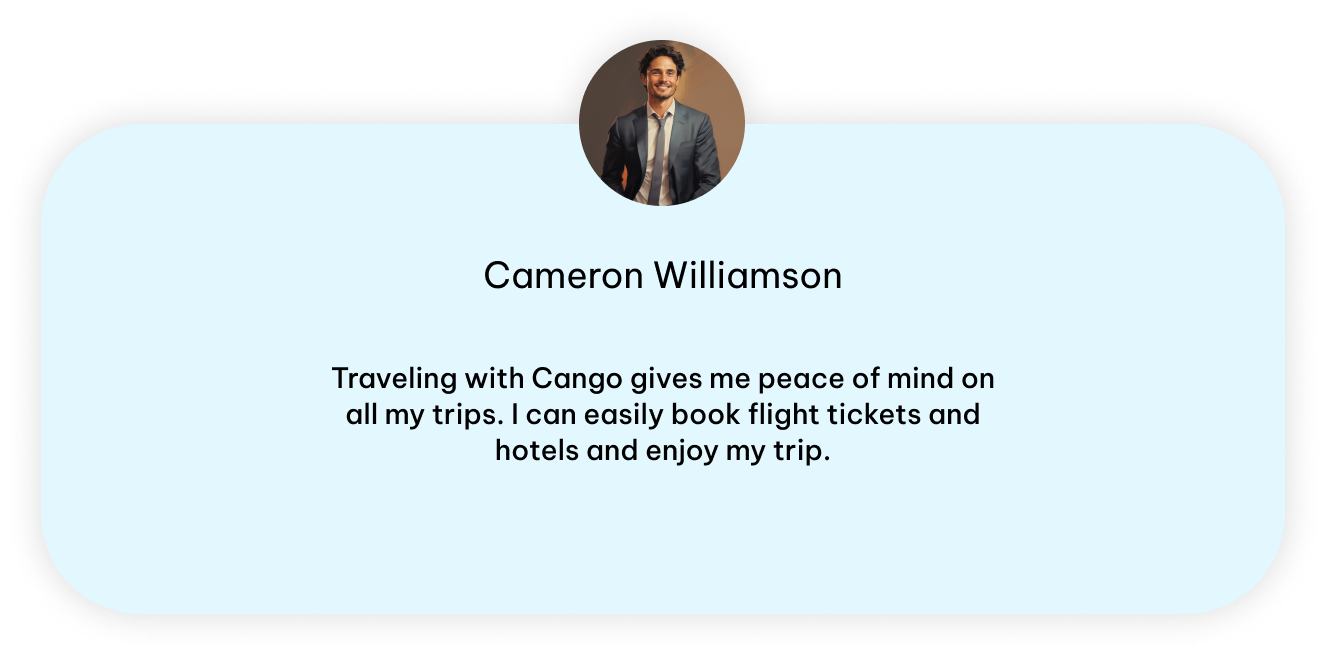 Cameron Williamson
Traveling with Cango gives me peace of mind on
all my trips. I can easily book flight tickets and
hotels and enjoy my trip.